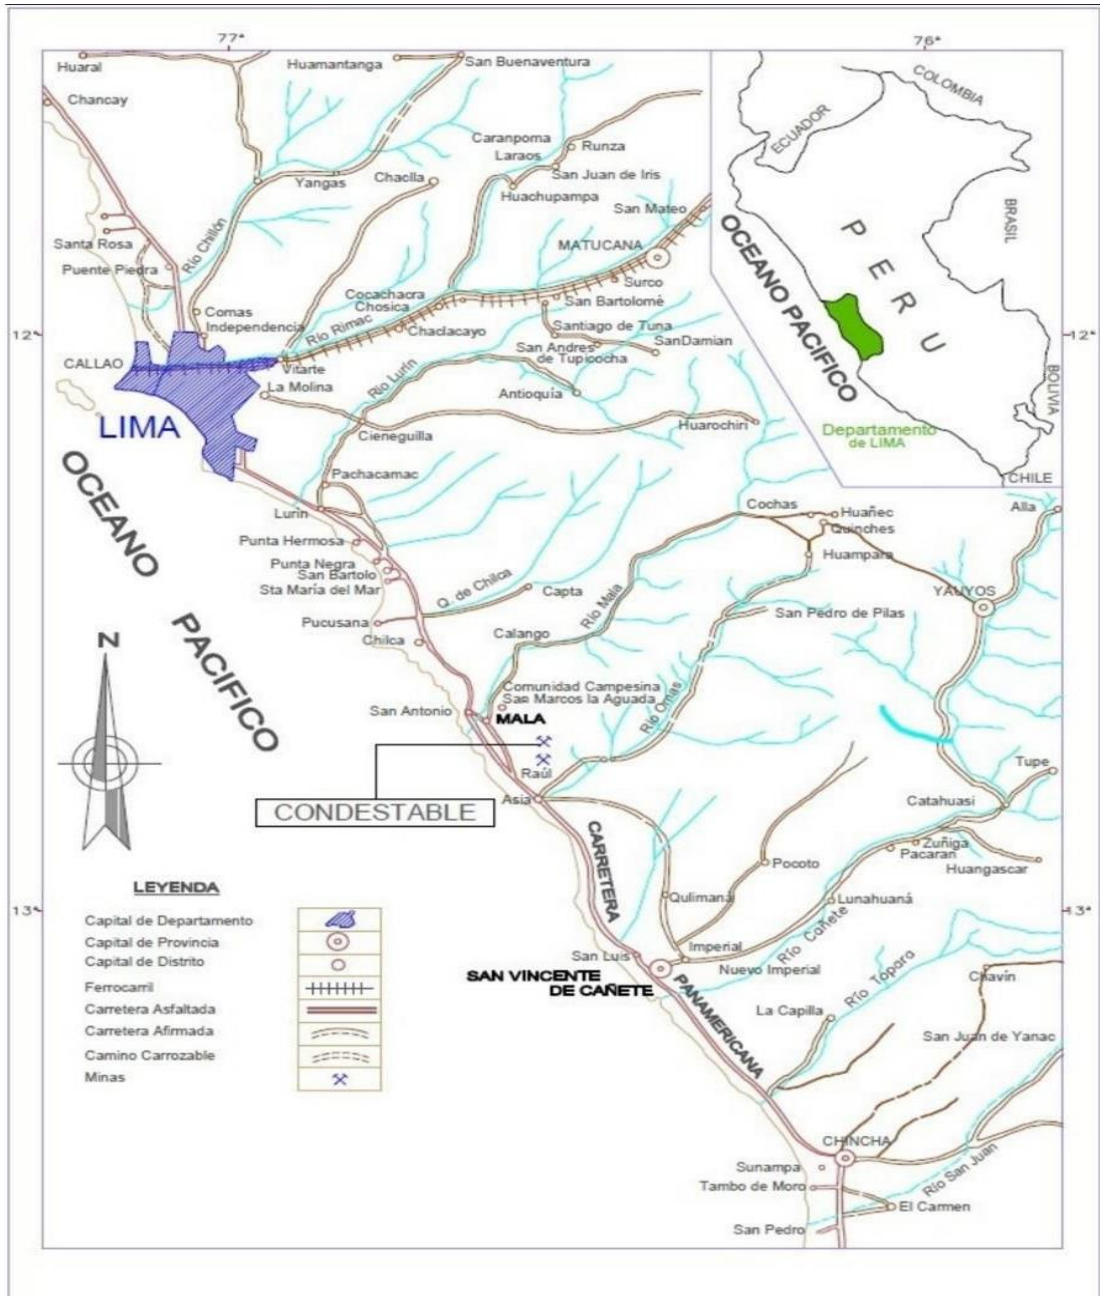 77°
76°
Huaral
Huamantanga
San Buenaventura
Chancay
COLOMBIA
ECUADOR
Caranpoma
Runza
Laraos
San Juan de Iris
Yangas
Chaclla
Huachupampa
San Mateo
BRASIL
PERU
OCEANO PACIFICO
Río Chillón
Santa Rosa
Puente Piedra
MATUCANA
Surco
Cocachacra
San Bartolomé
Chosica
Comas
Independencia
Río Rimac
Chaclacayo
Santiago de Tuna
San Andres
de Tupicocha
SanDamian
12°
12°
CALLAO
Vitarte
La Molina
Río Lurín
Antioquía
BOLIVIA
LIMA
Cieneguilla
Huarochiri
Departamento
de LIMA
CHILE
OCEANO PACIFICO
Pachacamac
Lurin
Cochas
Huañec
Quinches
Alla
Punta Hermosa
Huampara
Punta Negra
San Bartolo
Sta María del Mar
Q. de Chilca
Capta
Río Mala
YAUYOS
Pucusana
San Pedro de Pilas
Chilca
Calango
N
Comunidad Campesina
San Marcos la Aguada
Río Omas
San Antonio
MALA
Raúl
Tupe
Asia
Catahuasi
CONDESTABLE
CARRETERA
Zuñiga
Pacaran
Huangascar
Pocoto
LEYENDA
Qulimaná
Lunahuaná
Capital de Departamento
Capital de Provincia
Capital de Distrito
Ferrocarril
Carretera Asfaltada
Carretera Afirmada
Camino Carrozable
Minas
13°
13°
Imperial
Río Cañete
San Luis
Nuevo Imperial
SAN VINCENTE
DE CAÑETE
PANAMERICANA
Chavín
Río Topara
La Capilla
San Juan de Yanac
CHINCHA
Sunampa
Río San Juan
Tambo de Moro
El Carmen
San Pedro